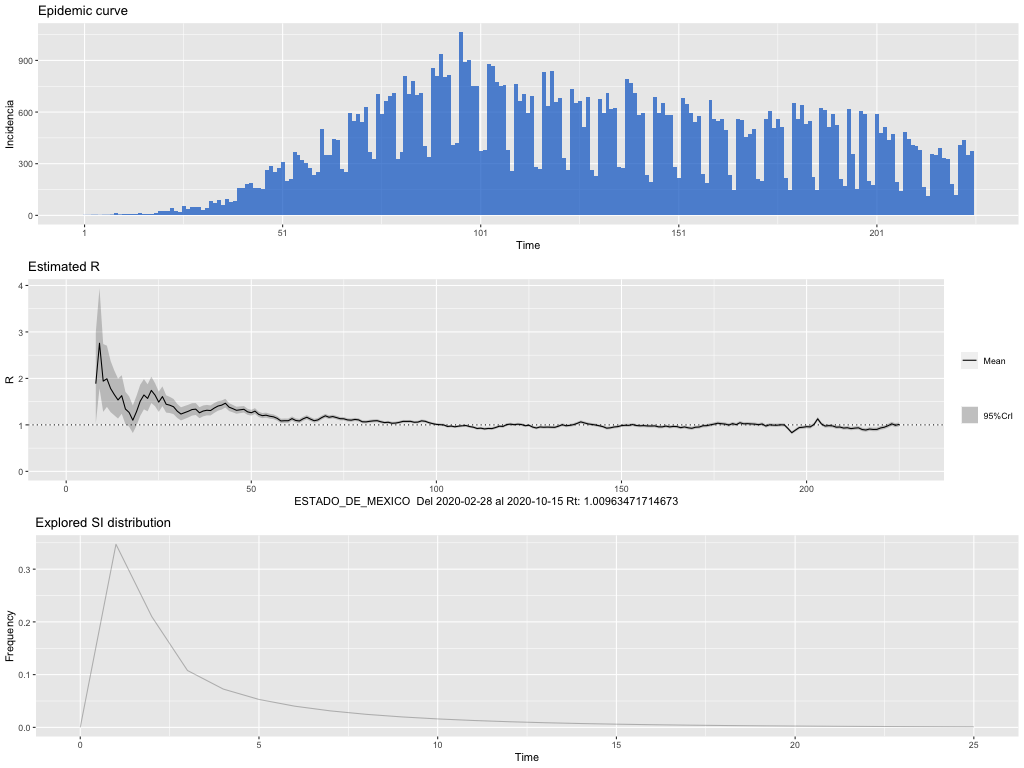 Epidemic curve
900
600
300
0
Incidencia
1 51 101 151 201
Time
Estimated R
4
3
2
1
0
R
Mean
95%CrI
0 50 100 150 200
ESTADO_DE_MEXICO Del 2020-02-28 al 2020-10-15 Rt: 1.00963471714673
Explored SI distribution
0.3
0.2
0.1
0.0
Frequency
0 5 10 15 20 25
Time